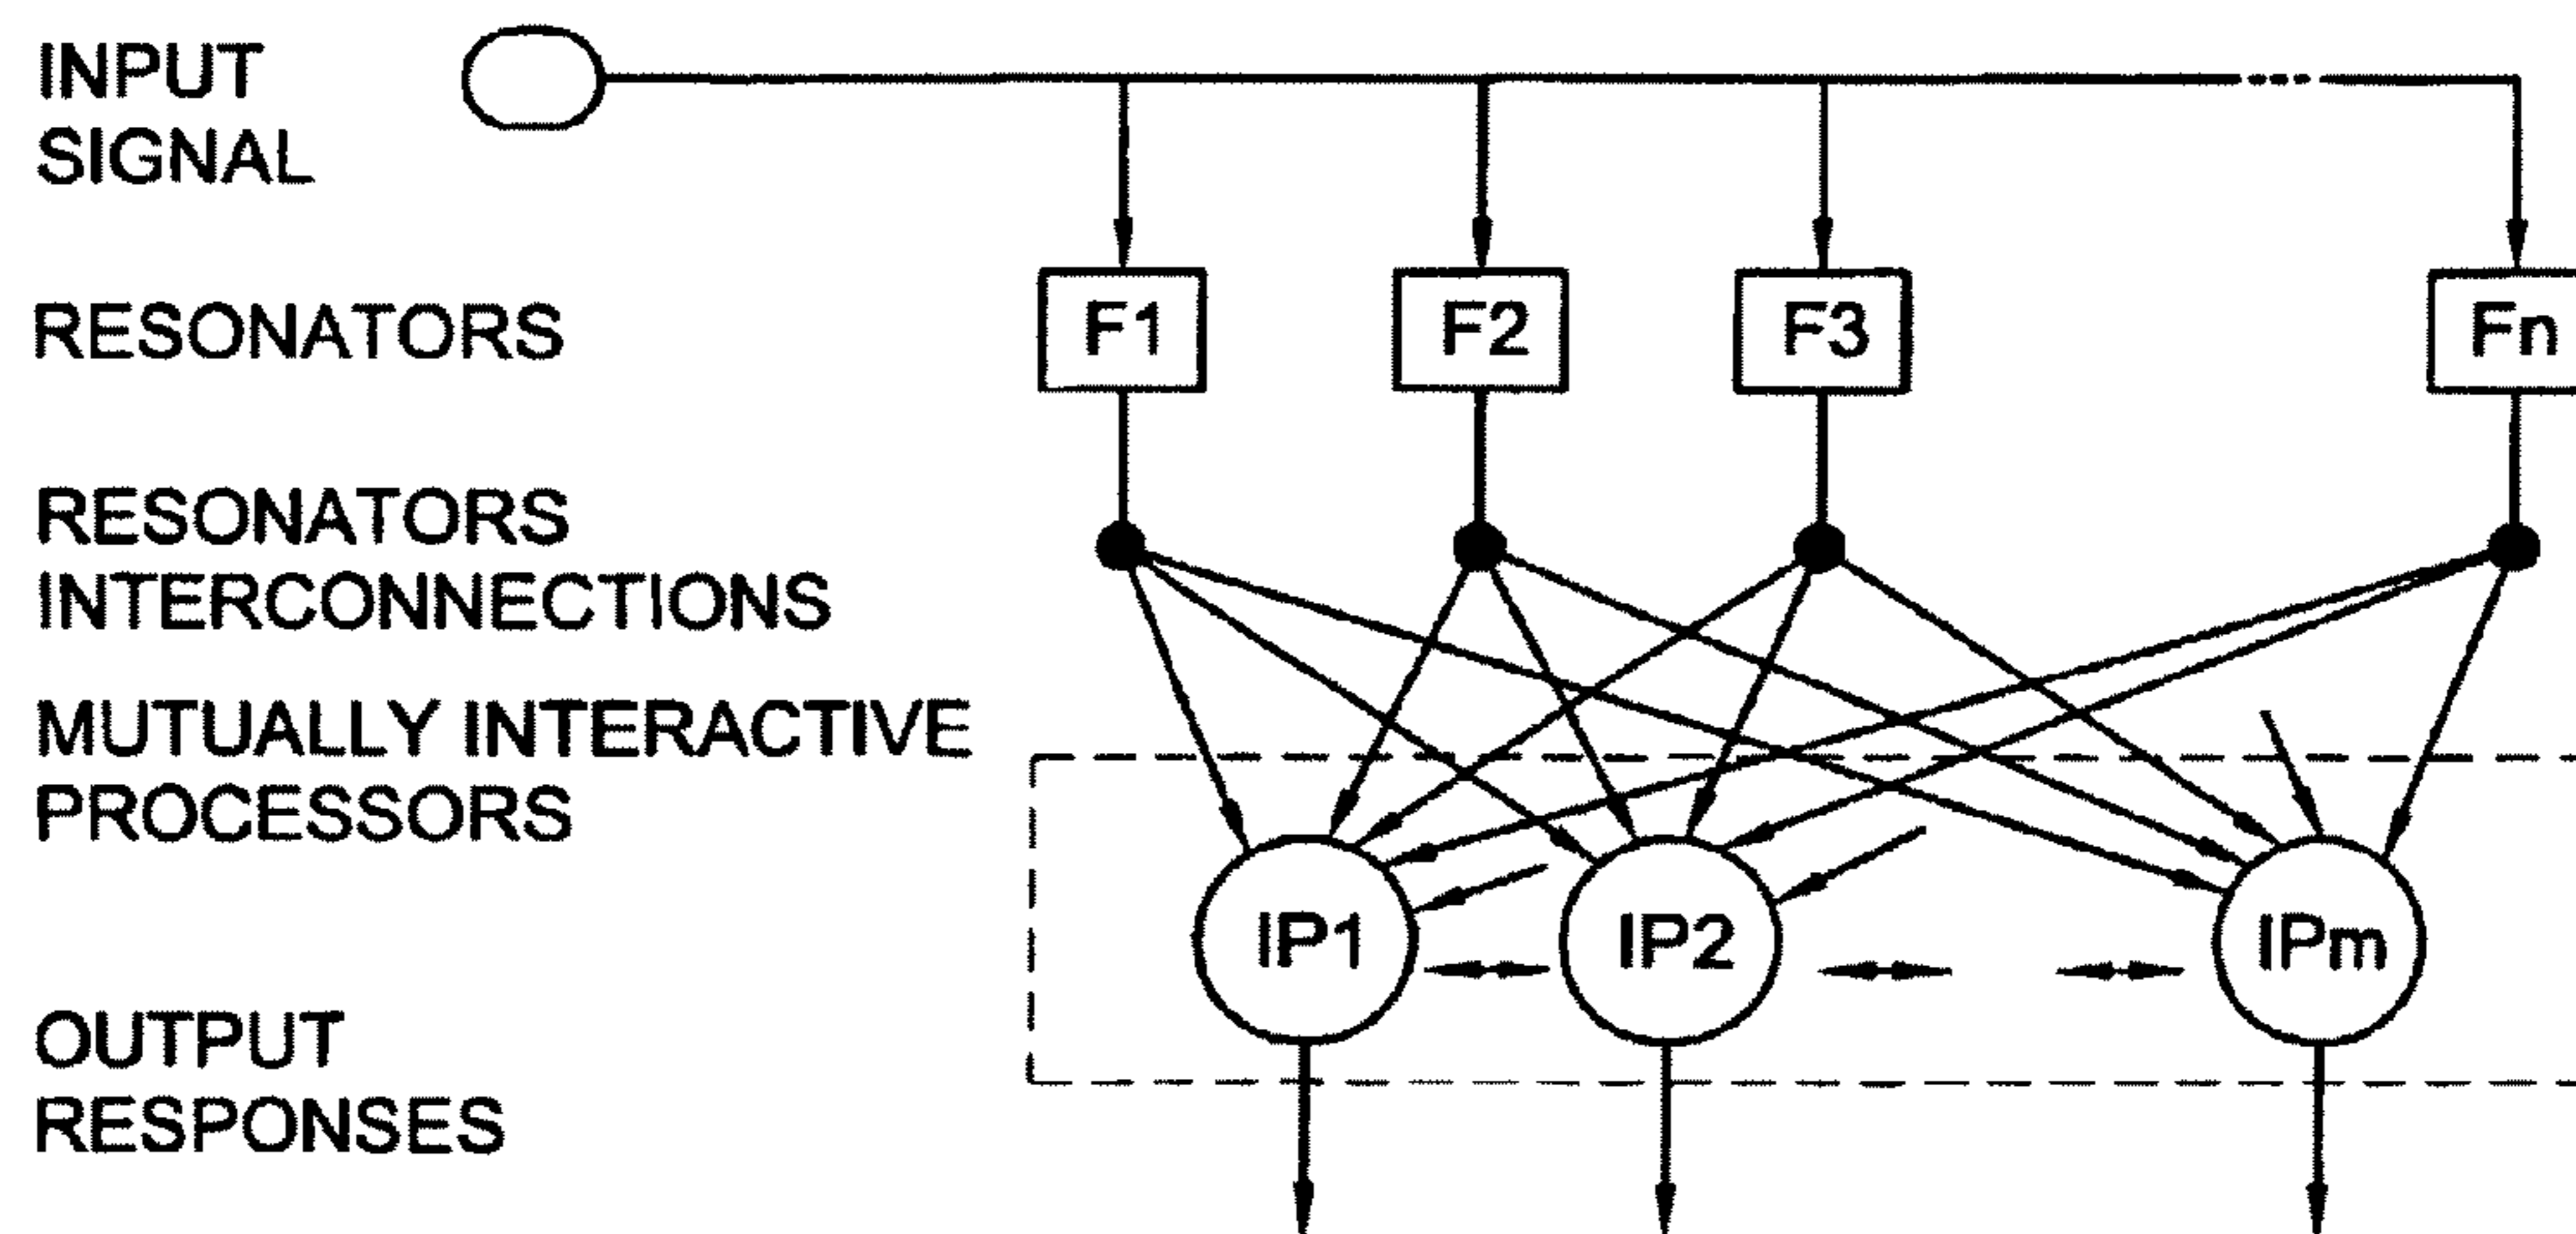 INPUT
SIGNAL
RESONATORS
F1 F2 F3 Fn
RESONATORS
INTERCONNECTIONS
MUTUALLY INTERACTIVE
PROCESSORS
IP1 IP2 IPm
OUTPUT
RESPONSES